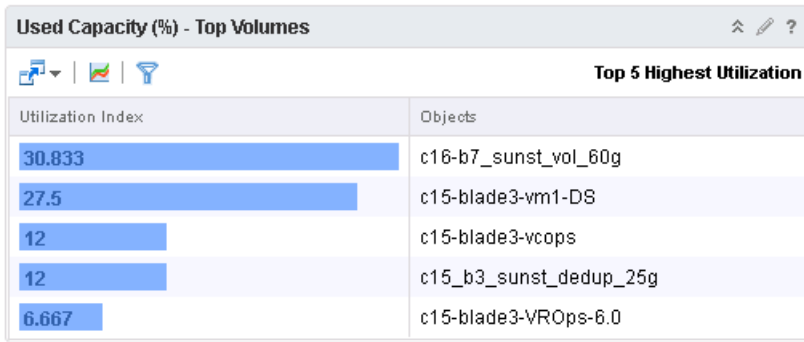 Used Capacity (%) - Top Volumes ?
Top 5 Highest Utilization
Utilization Index Objects
30.833 c16-b7_sunst_vol_60g
27.5 c15-blade3-vm1-DS
12 c15-blade3-vcops
12 c15_b3_sunst_dedup_25g
6.667 c15-blade3-VROps-6.0